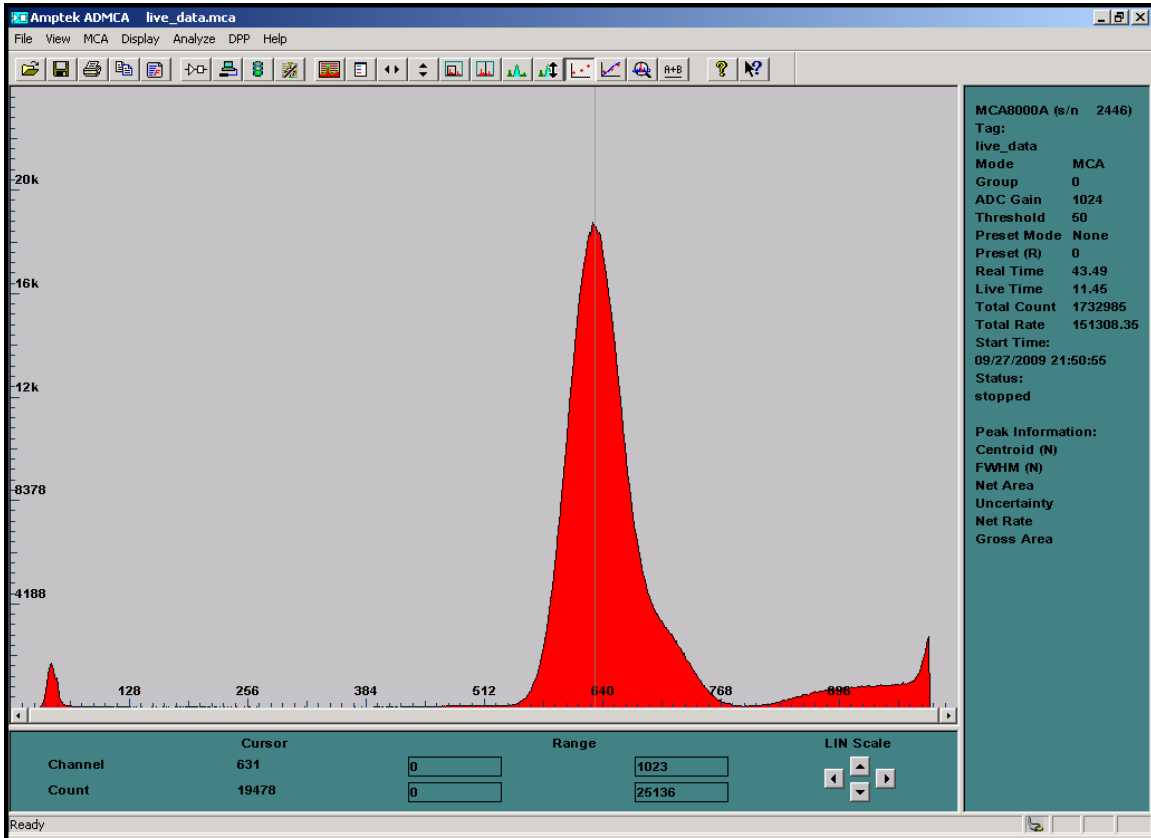 Amptek ADMCA live_data.mca
File View MCA Display Analyze DPP Help
A+B
20k
16k
12k
8378
4188
128 256 384 512 640 768 896
MCA8000A (s/n 2446)
Tag:
live_data
Mode MCA
Group 0
ADC Gain 1024
Threshold 50
Preset Mode None
Preset (R) 0
Real Time 43.49
Live Time 11.45
Total Count 1732985
Total Rate 151308.35
Start Time:
09/27/2009 21:50:55
Status:
stopped
Peak Information:
Centroid (N)
FWHM (N)
Net Area
Uncertainty
Net Rate
Gross Area
Cursor Range LIN Scale
Channel 631 0 1023
Count 19478 0 25136
Ready